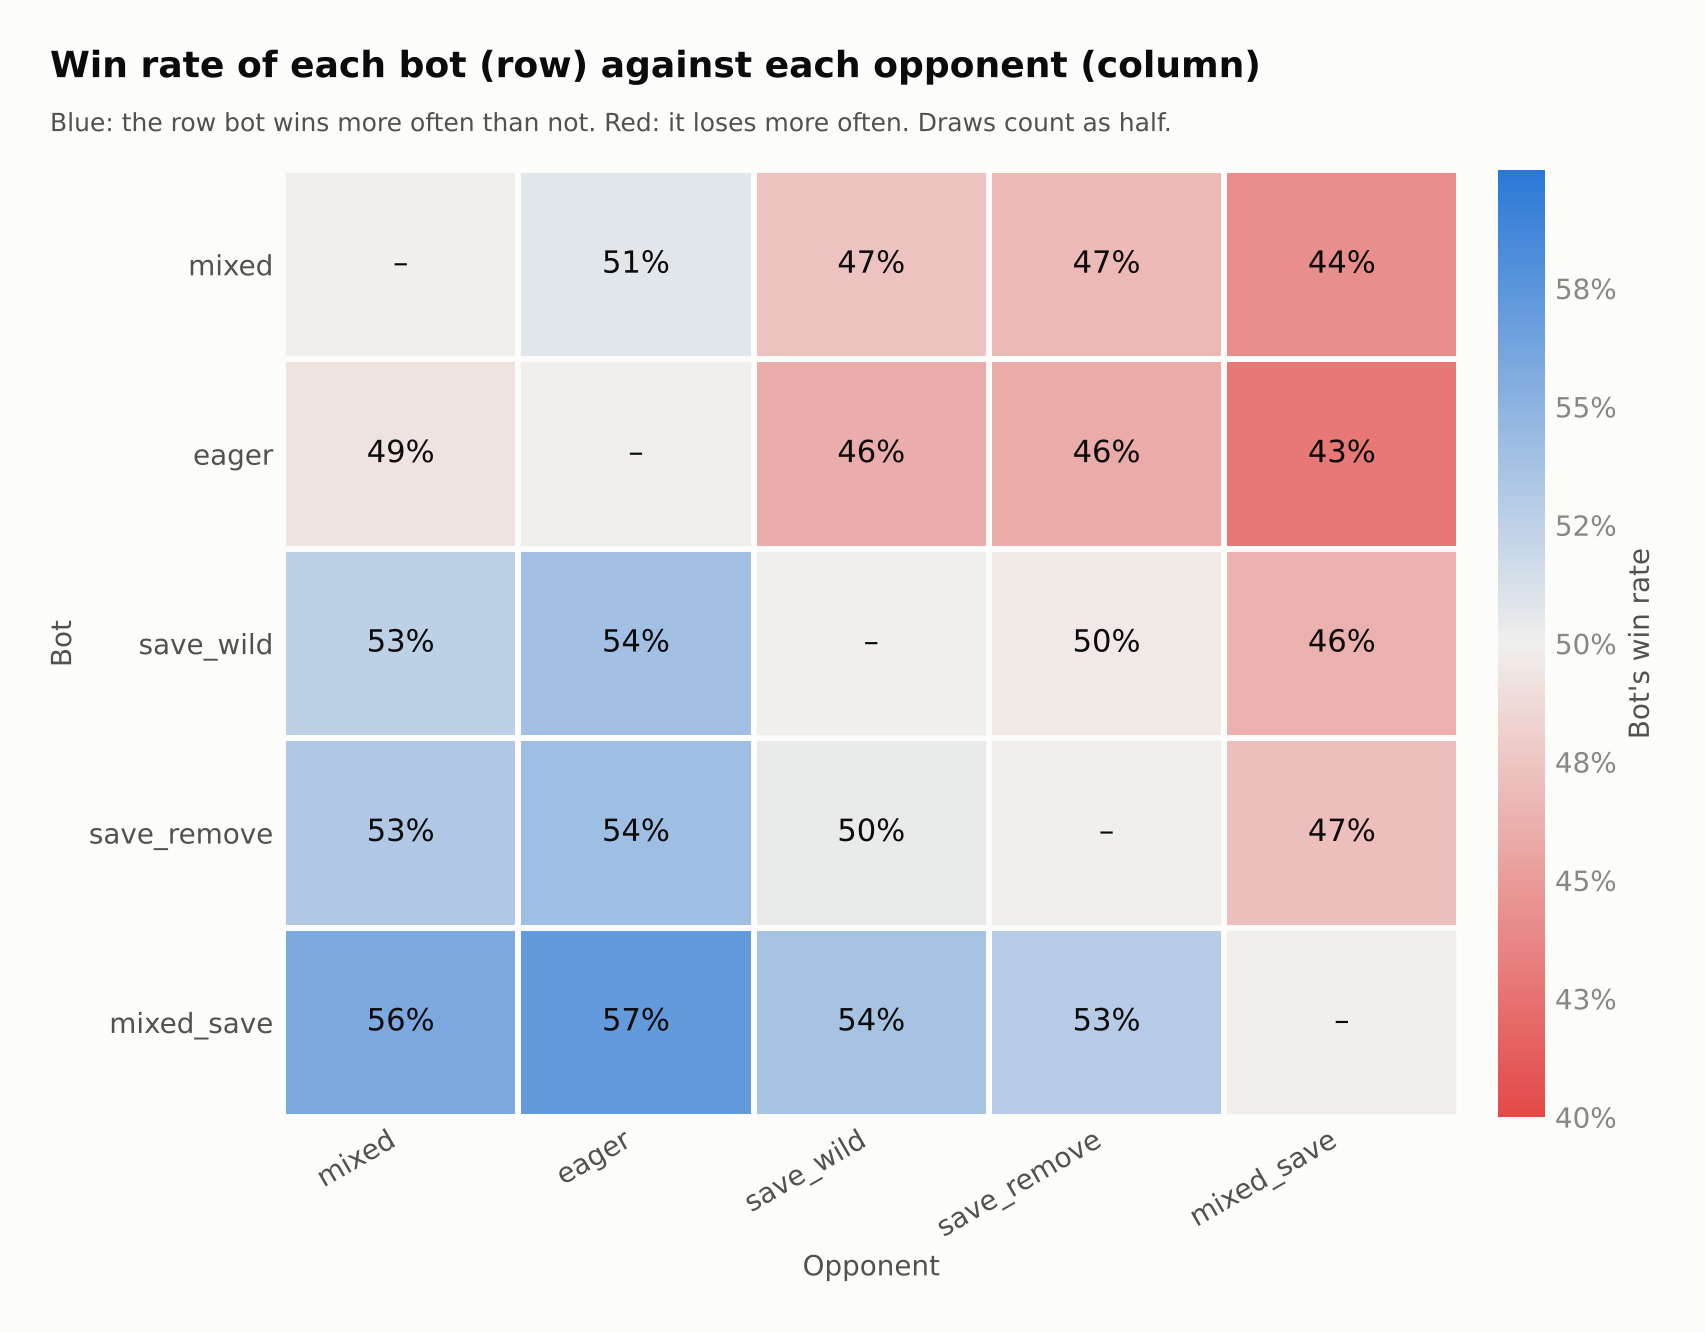 Win rate of each bot (row) against each opponent (column)
Blue: the row bot wins more often than not. Red: it loses more often. Draws count as half.
mixed – 51% 47% 47% 44%
eager 49% – 46% 46% 43%
save_wild 53% 54% – 50% 46%
save_remove 53% 54% 50% – 47%
mixed_save 56% 57% 54% 53% –
Bot
mixed eager save_wild save_remove mixed_save
Opponent
58%
55%
52%
50%
48%
45%
43%
40%
Bot's win rate